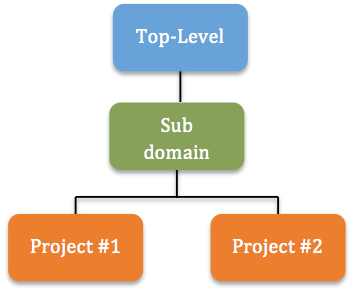 Top-Level
Sub
domain
Project #1
Project #2